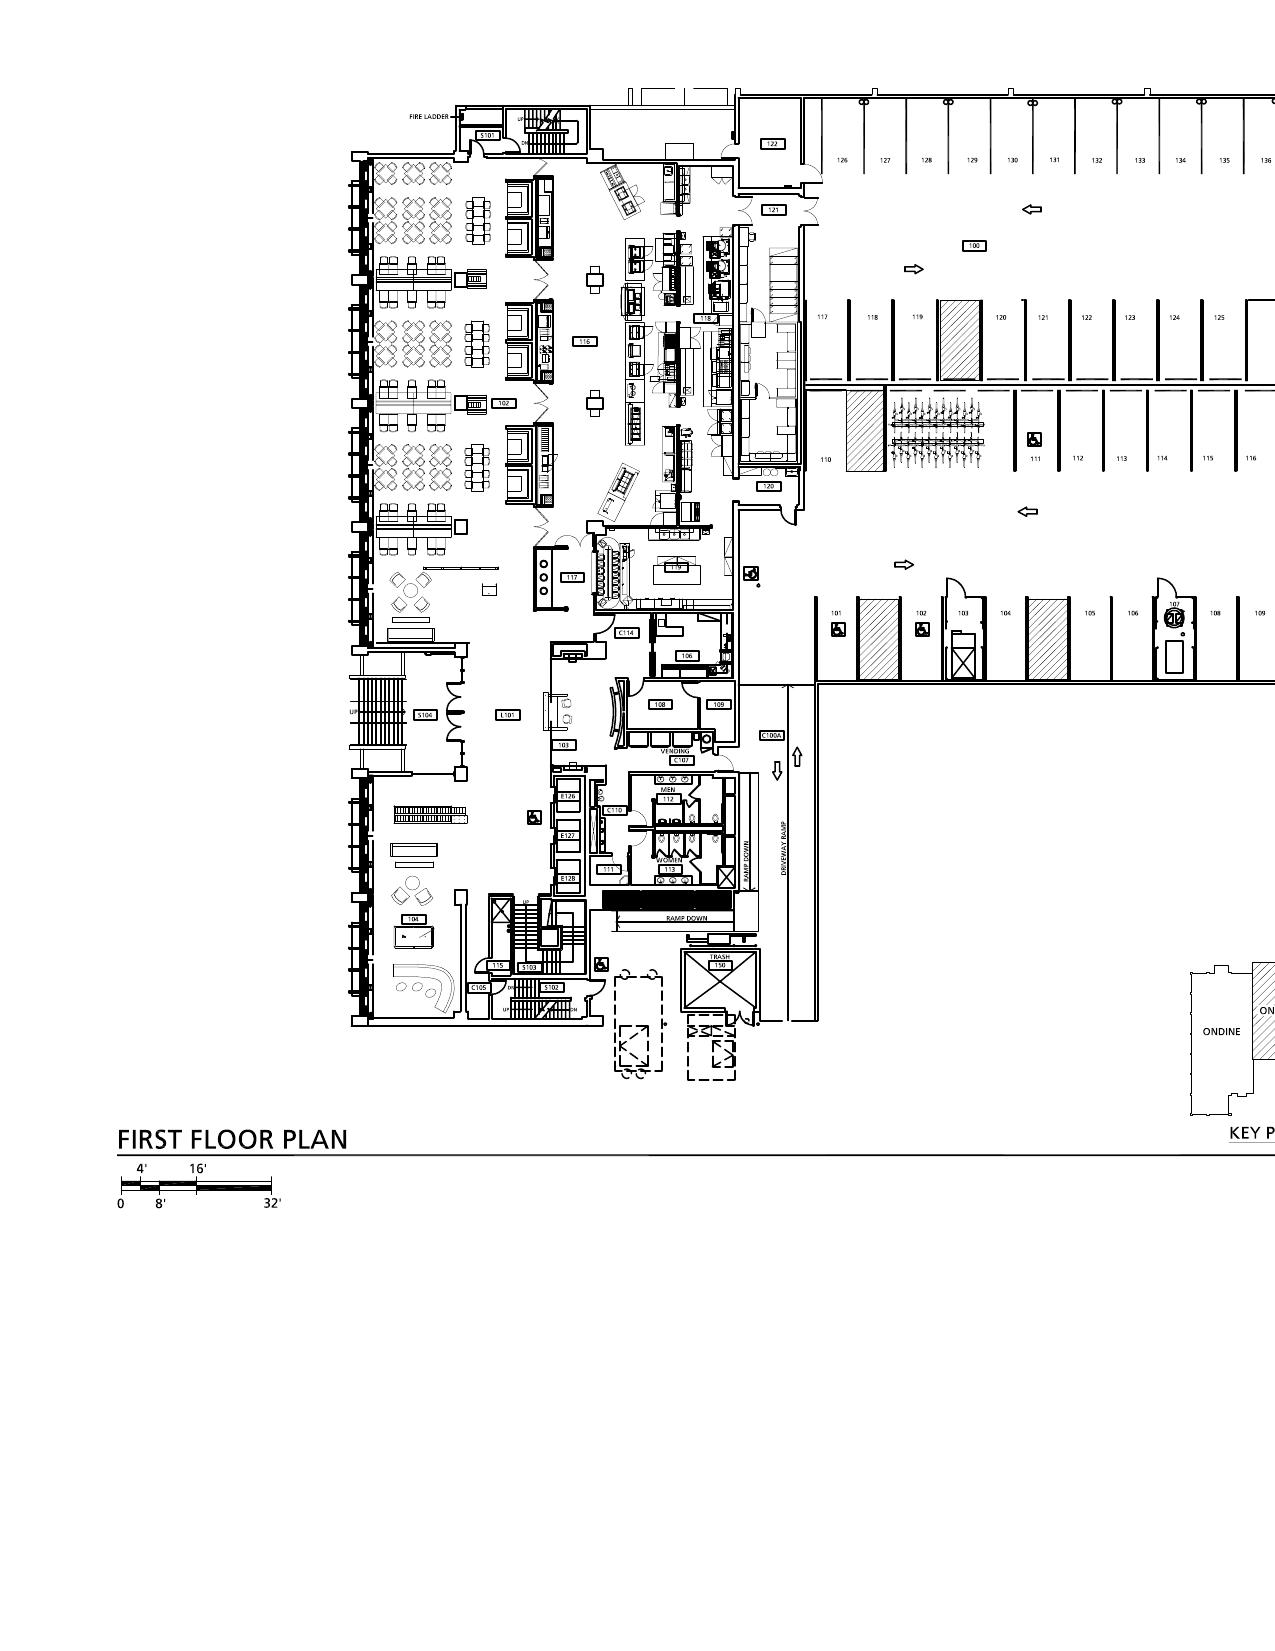 FIRE LADDER
UP
DN
S101
122
126
127
128
129
130
131
132
133
134
135
136
121
100
117
118
119
120
121
122
123
124
125
118
116
102
110
111
112
113
114
115
116
120
117
119
101
102
103
104
105
106
107
108
109
C114
106
108
109
UP
S104
L101
103
C100A
VENDING
C107
MEN
112
E126
C110
E127
WOMEN
113
111
E128
RAMP DOWN
DRIVEWAY RAMP
104
UP
RAMP DOWN
TRASH
150
115
S103
C105
DN
S102
UP
DN
ONDINE
ON
KEY P
FIRST FLOOR PLAN
4'
16'
0
8'
32'